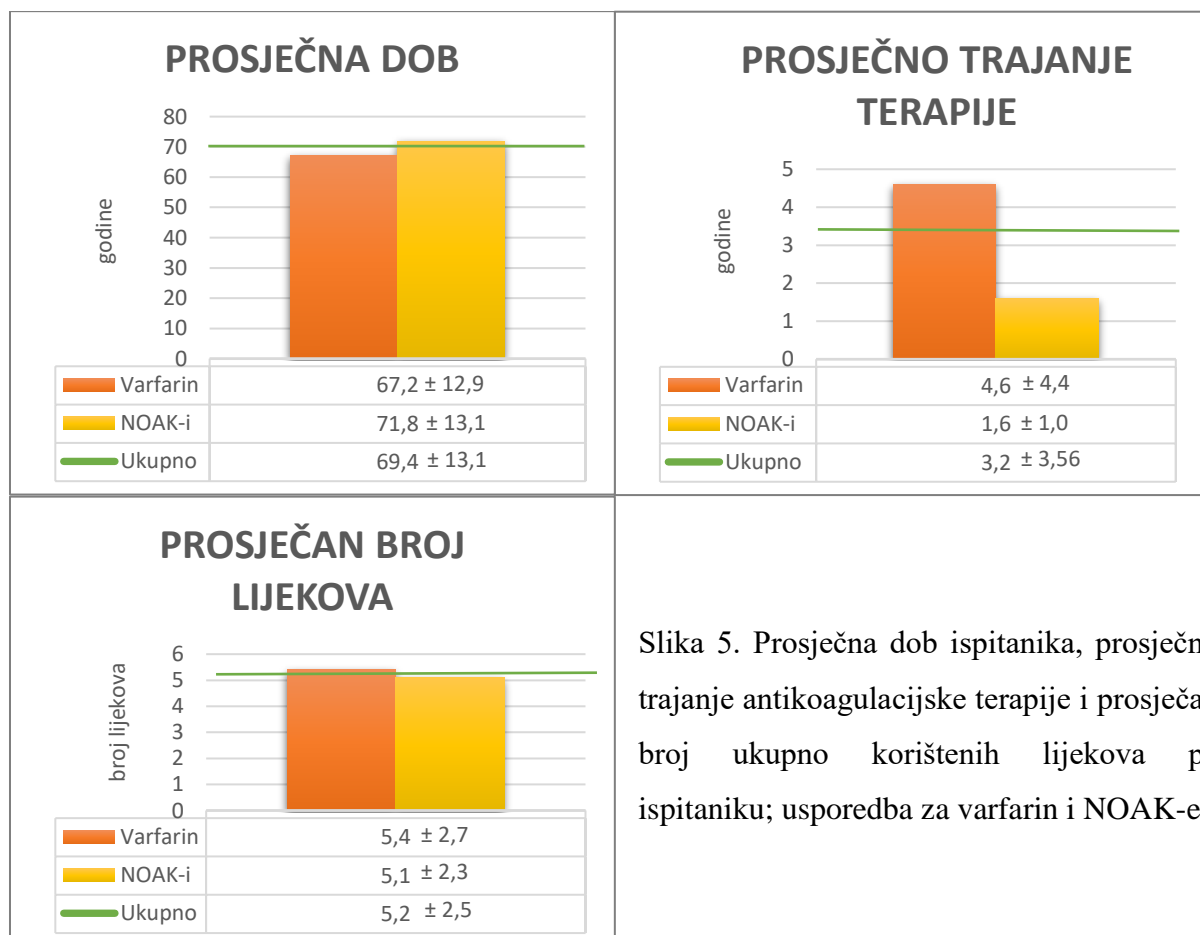 PROSJEČNA DOB
80
70
60
50
40
30
20
10
0
godine
Varfarin 67,2 ± 12,9
NOAK-i 71,8 ± 13,1
Ukupno 69,4 ± 13,1
PROSJEČNO TRAJANJE
TERAPIJE
5
4
3
2
1
0
godine
Varfarin 4,6 ± 4,4
NOAK-i 1,6 ± 1,0
Ukupno 3,2 ± 3,56
PROSJEČAN BROJ
LIJEKOVA
6
5
4
3
2
1
0
broj lijekova
Varfarin 5,4 ± 2,7
NOAK-i 5,1 ± 2,3
Ukupno 5,2 ± 2,5
Slika 5. Prosječna dob ispitanika,
trajanje antikoagulacijske terapije i
broj ukupno korištenih lijekova
ispitaniku; usporedba za varfarin i NOAK-e